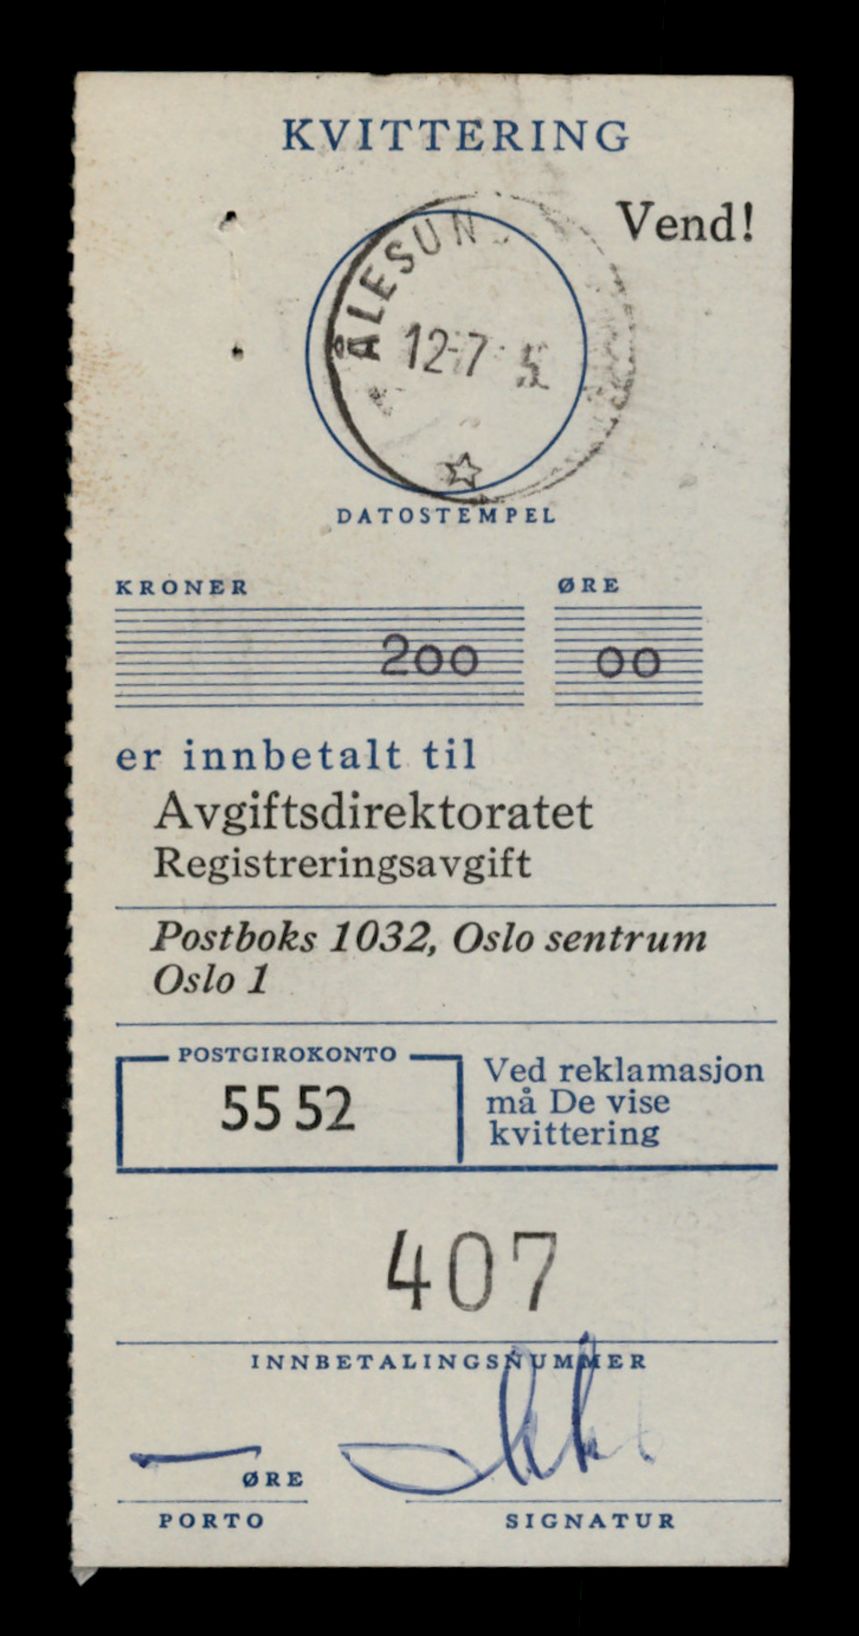 KVITTERING
Vend!
ÅLESUN
12-7 5
DATOSTEMPEL
KRONER ØRE
200 00
er innbetalt til
Avgiftsdirektoratet
Registreringsavgift
Postboks 1032, Oslo sentrum
Oslo 1
POSTGIROKONTO
55 52
Ved reklamasjon
må De vise
kvittering
407
INNBETALINGSNUMMER
ØRE
PORTO SIGNATUR